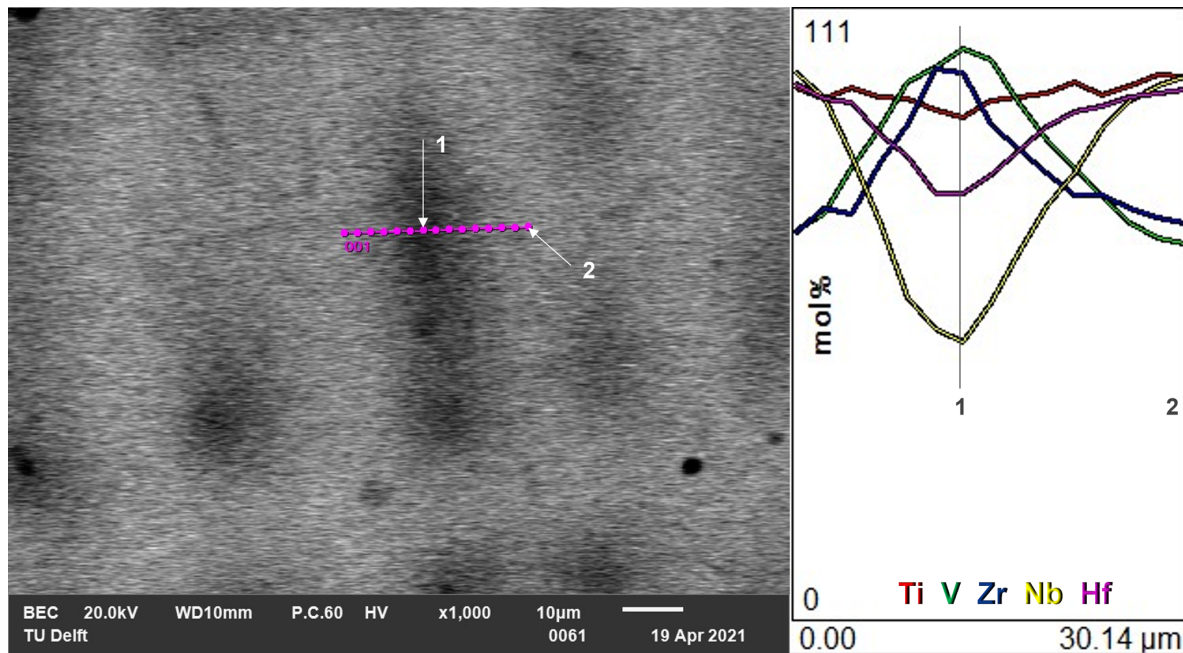 1
001
2
BEC 20.0kV WD10mm P.C.60 HV x1,000 10µm
TU Delft 0061 19 Apr 2021
111
mol%
1 2
0 Ti V Zr Nb Hf
0.00 30.14 µm